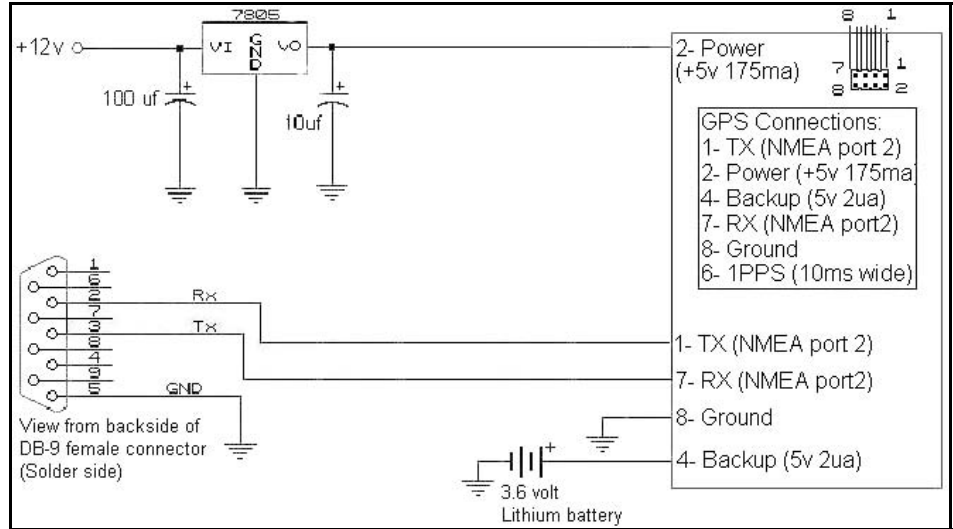 7805
+12v
VI
GND
VO
100 uf
+
10uf
+
2- Power
(+5v 175ma)
8 1
7 1
8 2
GPS Connections:
1- TX (NMEA port 2)
2- Power (+5v 175ma
4- Backup (5v 2ua)
7- RX (NMEA port2)
8- Ground
6- 1PPS (10ms wide)
1
6
2
Rx
7
3
Tx
8
4
9
5
GND
View from backside of
DB-9 female connector
(Solder side)
1- TX (NMEA port 2)
7- RX (NMEA port2)
8- Ground
4- Backup (5v 2ua)
+
3.6 volt
Lithium battery